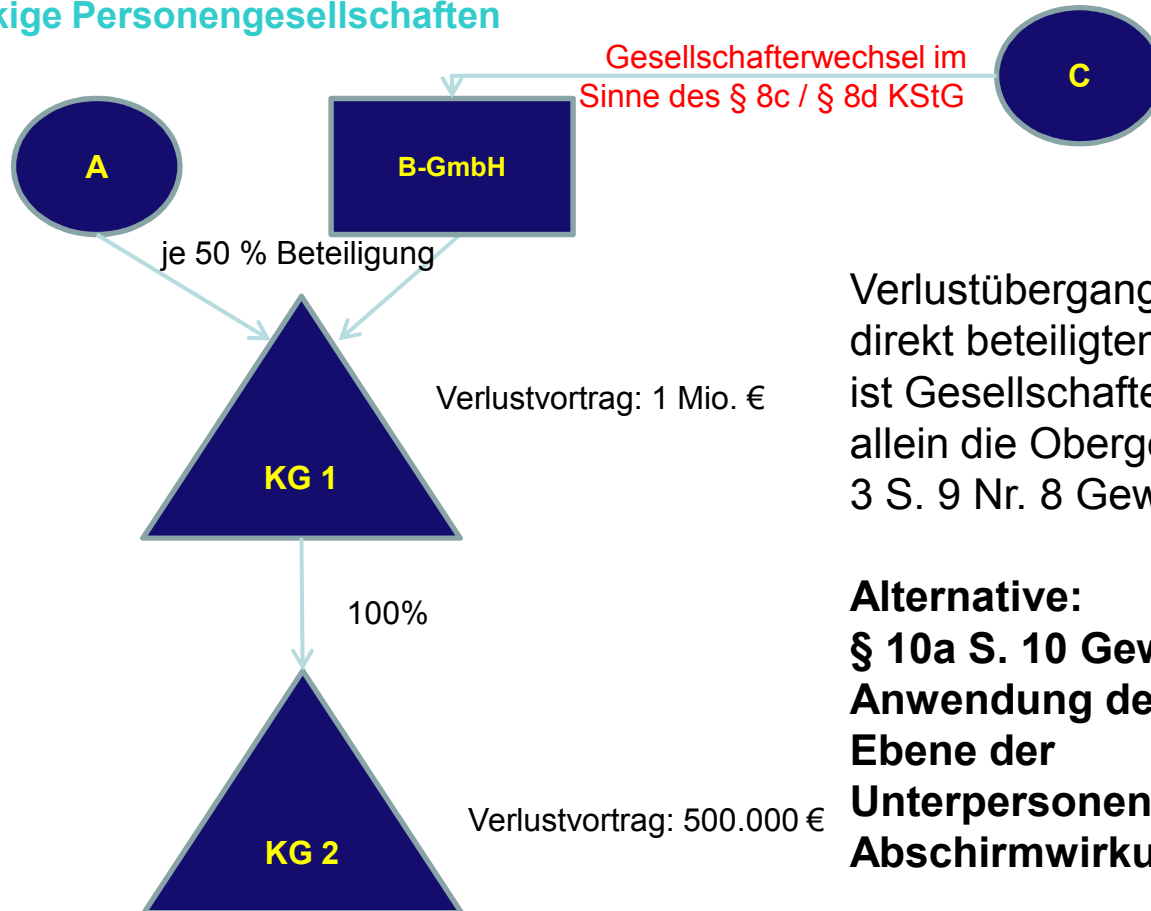 kige Personengesellschaften
Gesellschafterwechsel im
Sinne des § 8c / § 8d KStG
C
A
B-GmbH
je 50 % Beteiligung
Verlustvortrag: 1 Mio. €
KG 1
100%
Verlustvortrag: 500.000 €
KG 2
Verlustübergang
direkt beteiligten
ist Gesellschafte
allein die Oberge
3 S. 9 Nr. 8 Gew
Alternative:
§ 10a S. 10 Gew
Anwendung de
Ebene der
Unterpersonen
Abschirmwirku